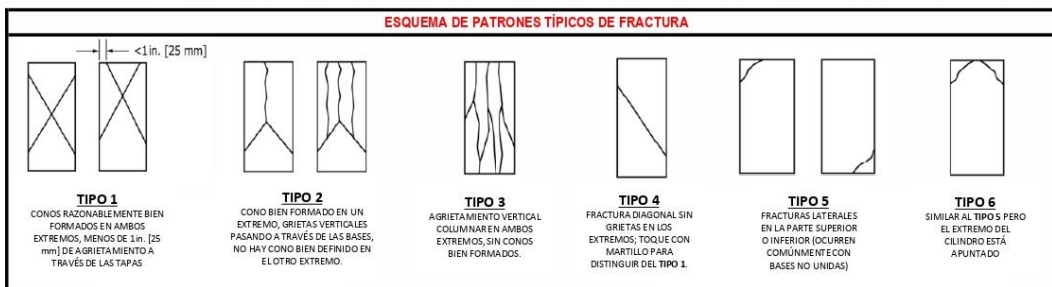 ESQUEMA DE PATRONES TÍPICOS DE FRACTURA
<1in. [25 mm]
TIPO 1
CONOS RAZONABLEMENTE BIEN
FORMADOS EN AMBOS
EXTREMOS, MENOS DE 1in. [25
mm] DE AGRIETAMIENTO A
TRAVÉS DE LAS TAPAS
TIPO 2
CONO BIEN FORMADO EN UN
EXTREMO, GRIETAS VERTICALES
PASANDO A TRAVÉS DE LAS BASES,
NO HAY CONO BIEN DEFINIDO EN
EL OTRO EXTREMO.
TIPO 3
AGRIETAMIENTO VERTICAL
COLUMNAR EN AMBOS
EXTREMOS, SIN CONOS
BIEN FORMADOS.
TIPO 4
FRACTURA DIAGONAL SIN
GRIETAS EN LOS
EXTREMOS; TOQUE CON
MARTILLO PARA
DISTINGUIR DEL TIPO 1.
TIPO 5
FRACTURAS LATERALES
EN LA PARTE SUPERIOR
O INFERIOR (OCURREN
COMÚNMENTE CON
BASES NO UNIDAS)
TIPO 6
SIMILAR AL TIPO 5 PERO
EL EXTREMO DEL
CILINDRO ESTÁ
APUNTADO